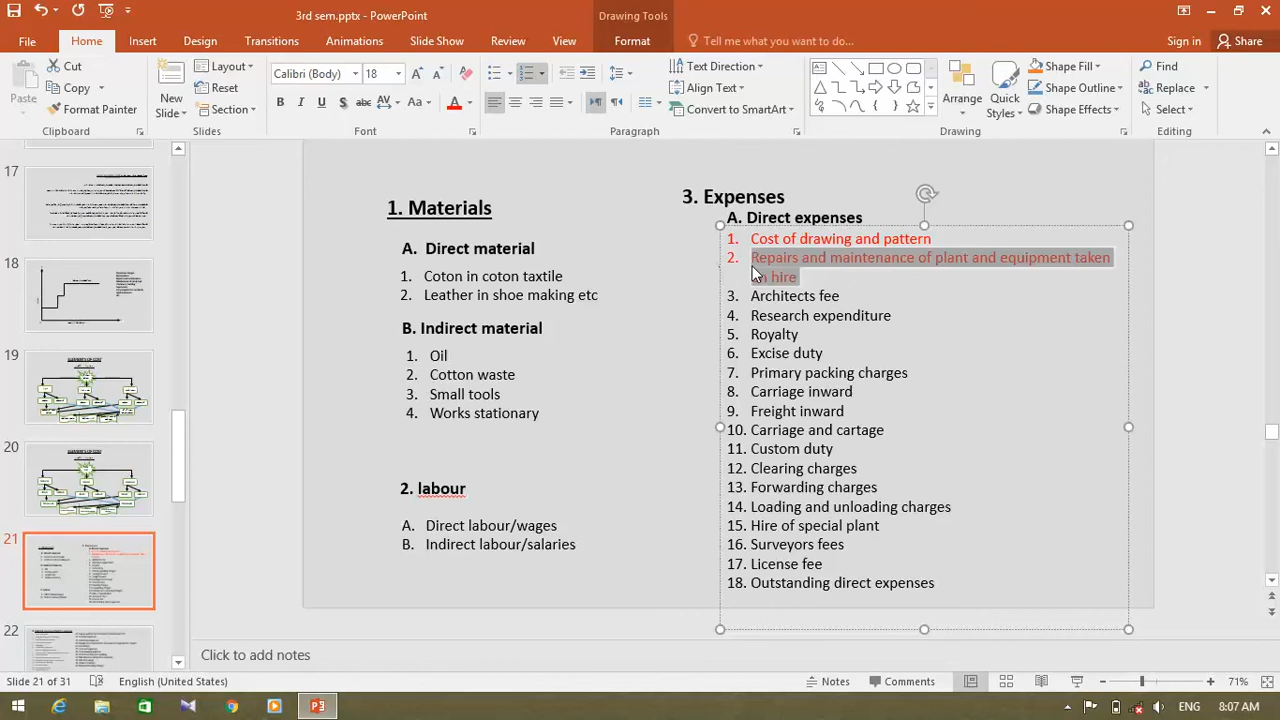 3rd sem.pptx - PowerPoint
Drawing Tools
File
Home
Insert
Design
Transitions
Animations
Slide Show
Review
View
Format
Tell me what you want to do...
Sign in
Share
Paste
Cut
Copy
Format Painter
Clipboard
New
Slide
Layout
Reset
Section
Slides
Calibri (Body)
18
Font
Paragraph
Text Direction
Align Text
Convert to SmartArt
Arrange
Quick
Styles
Shape Fill
Shape Outline
Shape Effects
Drawing
Find
Replace
Select
Editing
17
18
19
20
21
22
1. Materials
A. Direct material
1. Coton in coton taxtile
2. Leather in shoe making etc
B. Indirect material
1. Oil
2. Cotton waste
3. Small tools
4. Works stationary
2. labour
A. Direct labour/wages
B. Indirect labour/salaries
3. Expenses
A. Direct expenses
1. Cost of drawing and pattern
2. Repairs and maintenance of plant and equipment taken
hire
3. Architects fee
4. Research expenditure
5. Royalty
6. Excise duty
7. Primary packing charges
8. Carriage inward
9. Freight inward
10. Carriage and cartage
11. Custom duty
12. Clearing charges
13. Forwarding charges
14. Loading and unloading charges
15. Hire of special plant
16. Surveyors fees
17. License fee
18. Outstanding direct expenses
Click to add notes
Slide 21 of 31
English (United States)
Notes
Comments
71%
ENG
8:07 AM